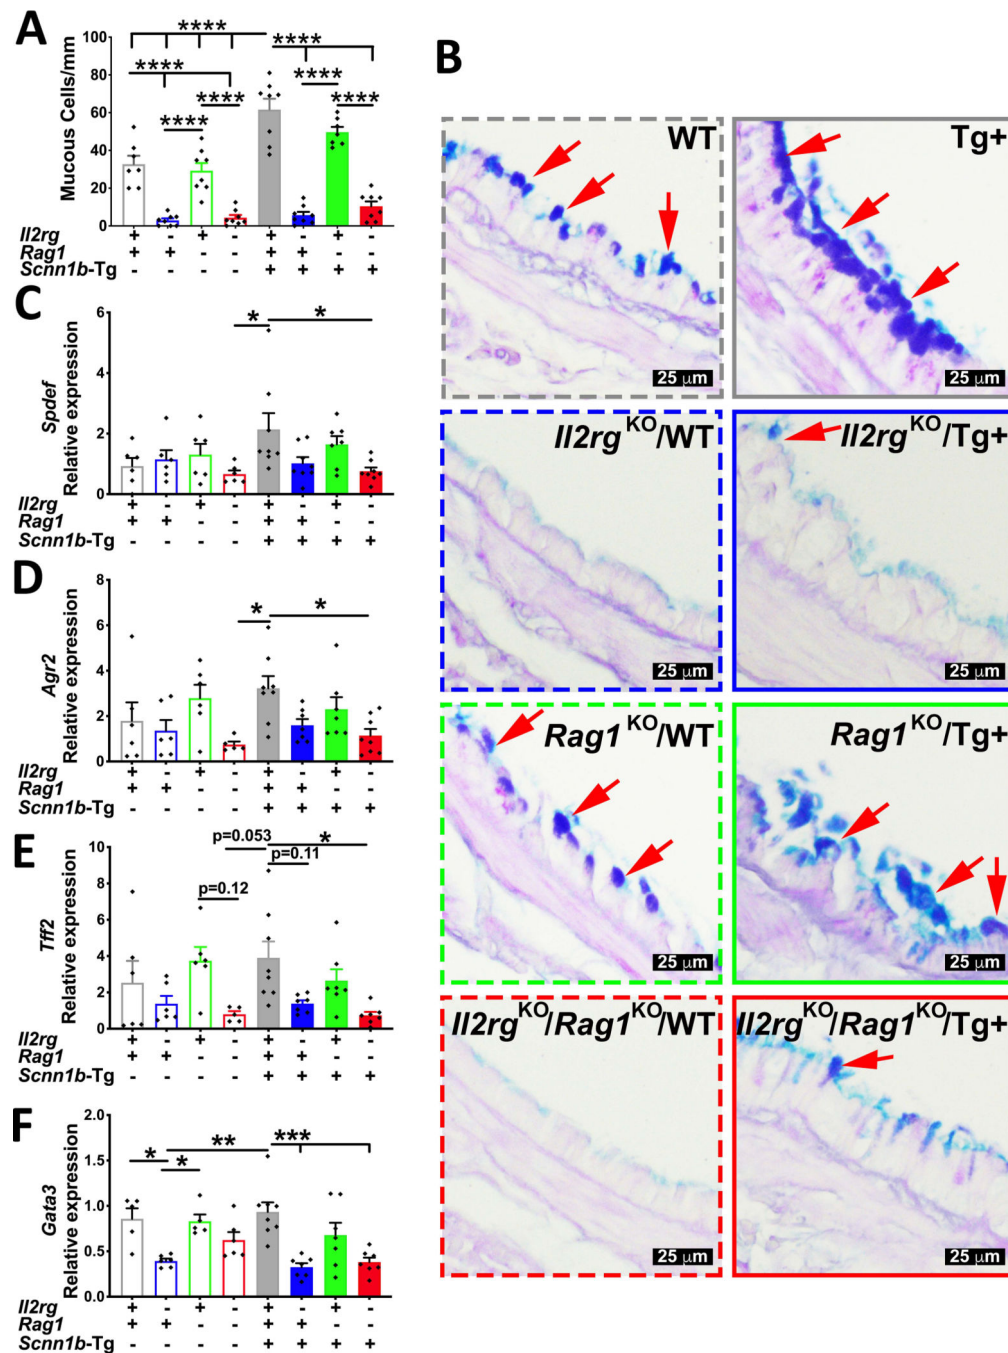 A
Mucous Cells/mm
100
80
60
40
20
0
****
****
****
****
****
****
****
Il2rg + - + - + - + -
Rag1 + + - - + + - -
Scnn1b-Tg - - - - + + + +
B
WT
25 µm
Tg+
25 µm
Il2rgKO/WT
25 µm
Il2rgKO/Tg+
25 µm
Rag1KO/WT
25 µm
Rag1KO/Tg+
25 µm
Il2rgKO/Rag1KO/WT
25 µm
Il2rgKO/Rag1KO/Tg+
25 µm
C
Spdef
Relative expression
6
4
2
0
*
*
Il2rg + - + - + - + -
Rag1 + + - - + + - -
Scnn1b-Tg - - - - + + + +
D
Agr2
Relative expression
8
6
4
2
0
*
*
Il2rg + - + - + - + -
Rag1 + + - - + + - -
Scnn1b-Tg - - - - + + + +
E
Tff2
Relative expression
10
8
6
4
2
0
p=0.053
*
p=0.11
p=0.12
Il2rg + - + - + - + -
Rag1 + + - - + + - -
Scnn1b-Tg - - - - + + + +
F
Gata3
Relative expression
2.0
1.5
1.0
0.5
0.0
*
*
**
***
Il2rg + - + - + - + -
Rag1 + + - - + + - -
Scnn1b-Tg - - - - + + + +